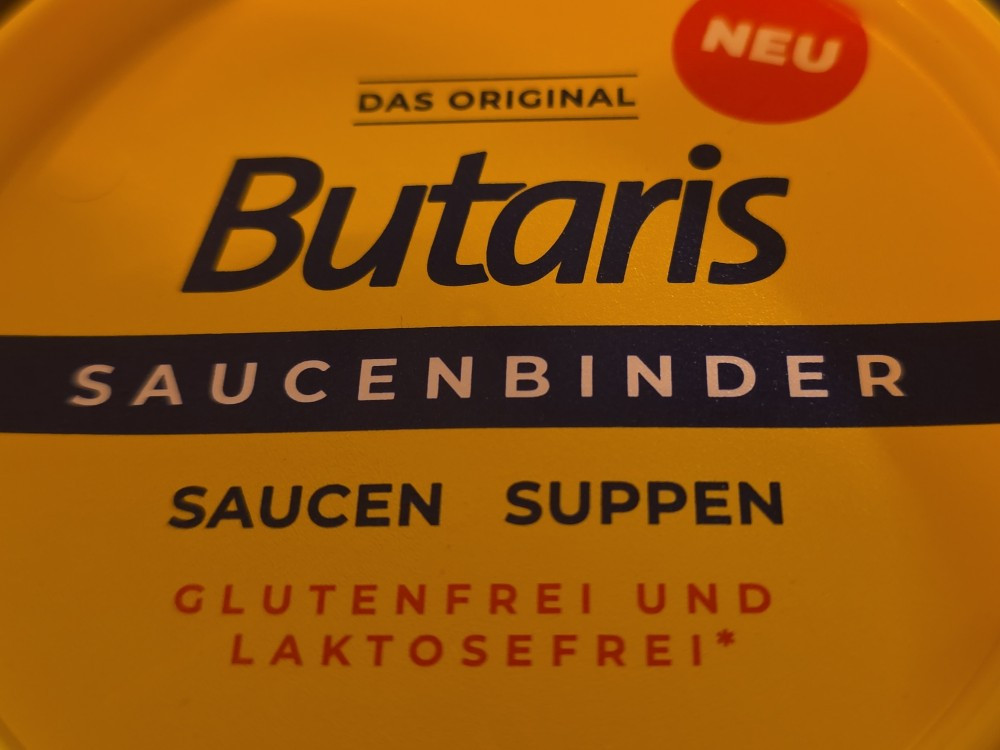 NEU
DAS ORIGINAL
Butaris
SAUCENBINDER
SAUCEN SUPPEN
GLUTENFREI UND
LAKTOSEFREI*